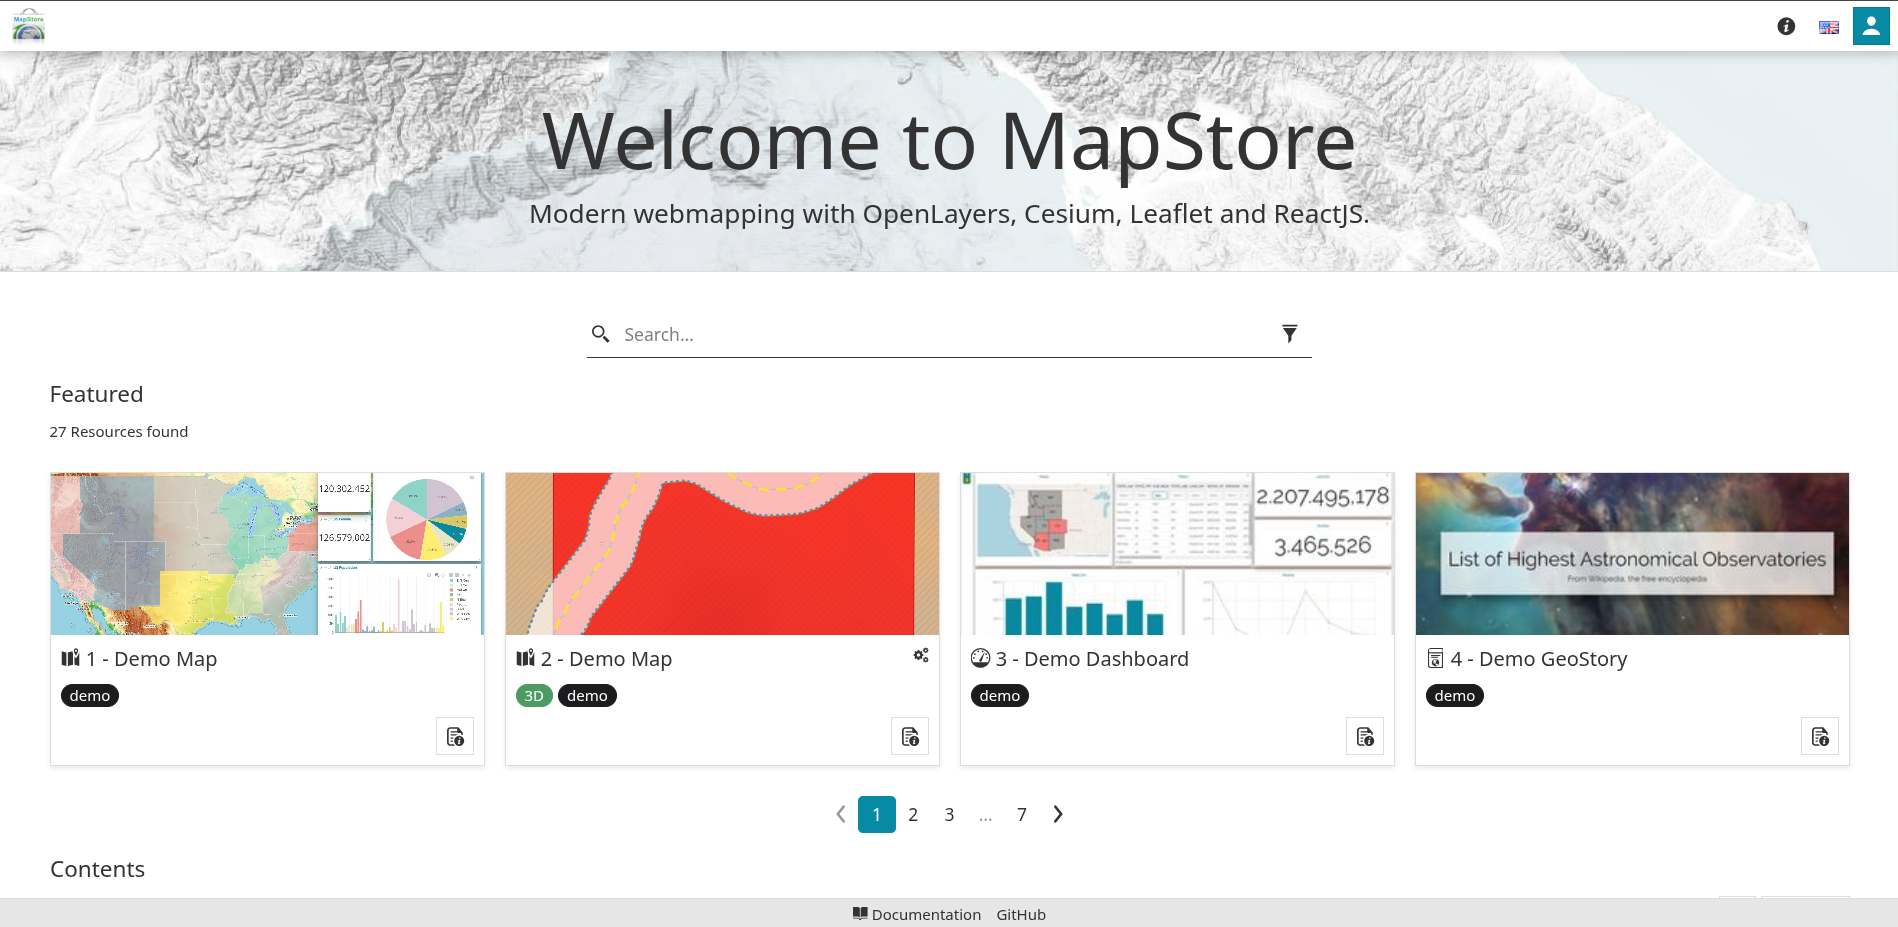 MapStore
Welcome to MapStore
Modern webmapping with OpenLayers, Cesium, Leaflet and ReactJS.
Search...
Featured
27 Resources found
120,302,452
126,579,002
2.207.495,178
3.465.526
List of Highest Astronomical Observatories
From Wikipedia, the free encyclopedia
1 - Demo Map
demo
2 - Demo Map
3D demo
3 - Demo Dashboard
demo
4 - Demo GeoStory
demo
1 2 3 ... 7
Contents
Documentation GitHub